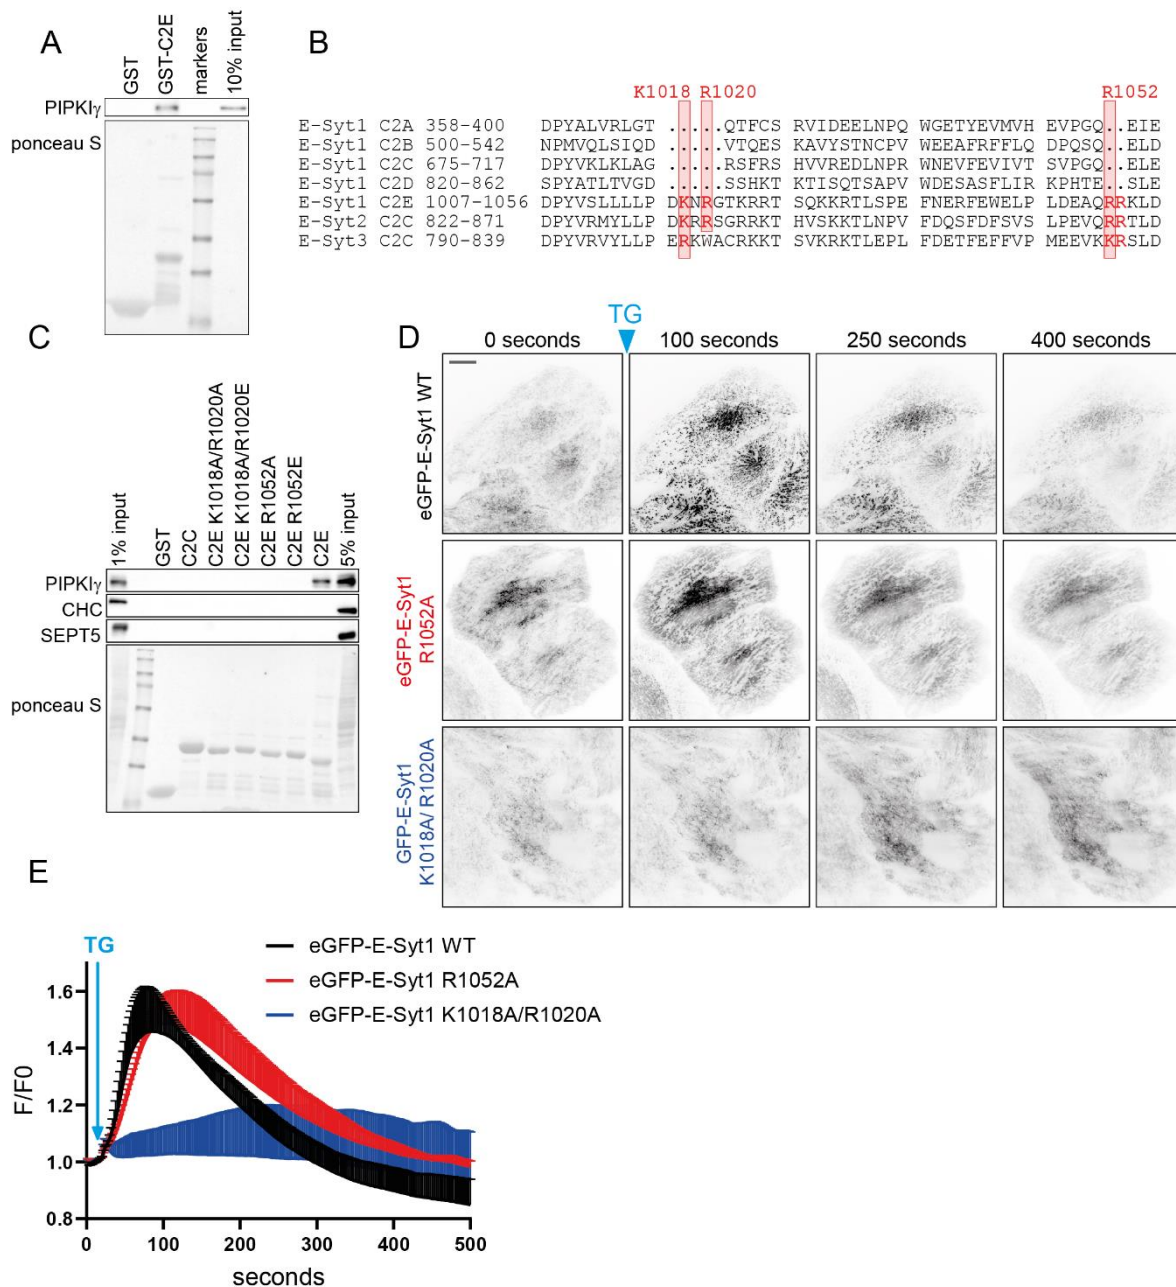 A
GST
GST-C2E
markers
10% input
PIPKIγ
ponceau S
B
K1018 R1020 R1052
E-Syt1 C2A 358-400 DPYALVRLGT .....QTFCS RVIDEELNPQ WGETYEVMVH EVPGQ..EIE
E-Syt1 C2B 500-542 NPMVQLSIQD .....VTQES KAVYSTNCPV WEEAFRFFLQ DPQSQ..ELD
E-Syt1 C2C 675-717 DPYVKLKLAG .....RSFRS HVVREDLNPR WNEVFEVIVT SVPGQ..ELE
E-Syt1 C2D 820-862 SPYATLTVGD .....SSHKT KTISQTSAPV WDESASFLIR KPHTE..SLE
E-Syt1 C2E 1007-1056 DPYVSLLLLP DKNRGTKRRT SQKKRTLSPE FNERFEWELP LDEAQRRKLD
E-Syt2 C2C 822-871 DPYVRMYLLP DKRRSGRRKT HVSKKTLNPV FDQSFDFSVS LPEVQRRTLD
E-Syt3 C2C 790-839 DPYVRVYLLP ERKWACRKKT SVKRKTLEPL FDETFEFFVP MEEVKKRSLD
C
1% input
GST
C2C
C2E K1018A/R1020A
C2E K1018A/R1020E
C2E R1052A
C2E R1052E
C2E
5% input
PIPKIγ
CHC
SEPT5
ponceau S
D
TG
0 seconds 100 seconds 250 seconds 400 seconds
eGFP-E-Syt1 WT
eGFP-E-Syt1
R1052A
GFP-E-Syt1
K1018A/ R1020A
E
TG
eGFP-E-Syt1 WT
eGFP-E-Syt1 R1052A
eGFP-E-Syt1 K1018A/R1020A
F/F0
1.6
1.4
1.2
1.0
0.8
0 100 200 300 400 500
seconds